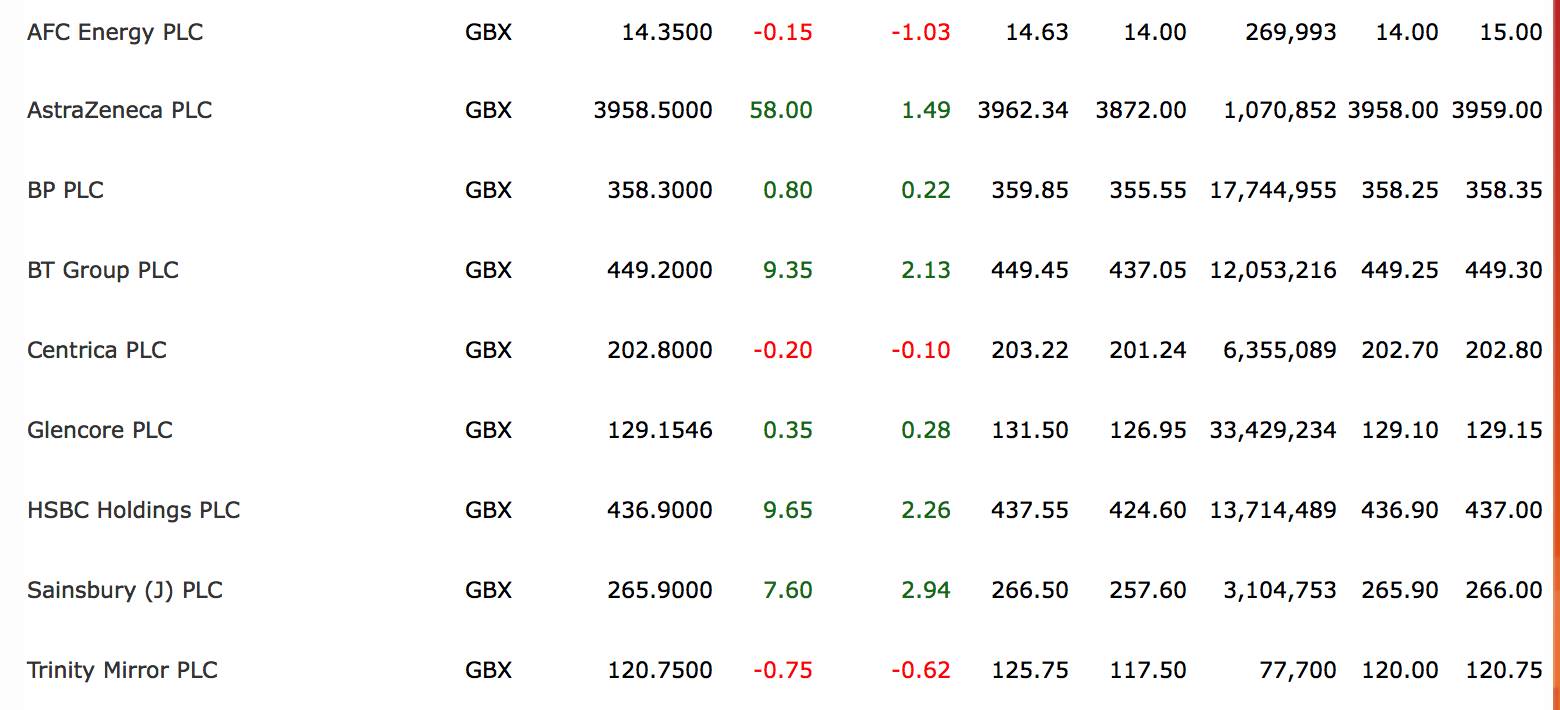 AFC Energy PLC GBX 14.3500 -0.15 -1.03 14.63 14.00 269,993 14.00 15.00
AstraZeneca PLC GBX 3958.5000 58.00 1.49 3962.34 3872.00 1,070,852 3958.00 3959.00
BP PLC GBX 358.3000 0.80 0.22 359.85 355.55 17,744,955 358.25 358.35
BT Group PLC GBX 449.2000 9.35 2.13 449.45 437.05 12,053,216 449.25 449.30
Centrica PLC GBX 202.8000 -0.20 -0.10 203.22 201.24 6,355,089 202.70 202.80
Glencore PLC GBX 129.1546 0.35 0.28 131.50 126.95 33,429,234 129.10 129.15
HSBC Holdings PLC GBX 436.9000 9.65 2.26 437.55 424.60 13,714,489 436.90 437.00
Sainsbury (J) PLC GBX 265.9000 7.60 2.94 266.50 257.60 3,104,753 265.90 266.00
Trinity Mirror PLC GBX 120.7500 -0.75 -0.62 125.75 117.50 77,700 120.00 120.75